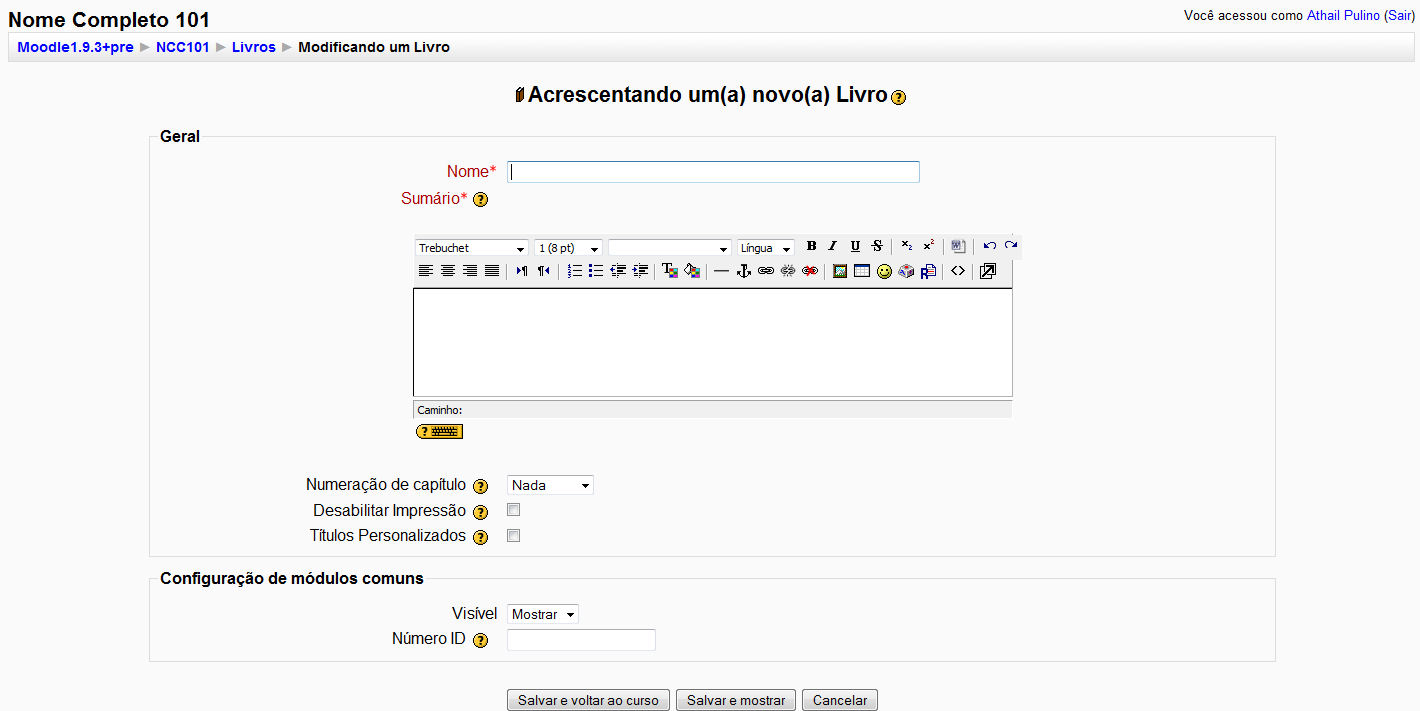 Nome Completo 101
Você acessou como Athail Pulino (Sair)
Moodle1.9.3+pre ► NCC101 ► Livros ► Modificando um Livro
Acrescentando um(a) novo(a) Livro
Geral
Nome*
Sumário*
Trebuchet 1 (8 pt) Língua B I U S x₂ x²
Caminho:
Numeração de capítulo Nada
Desabilitar Impressão
Títulos Personalizados
Configuração de módulos comuns
Visível Mostrar
Número ID
Salvar e voltar ao curso Salvar e mostrar Cancelar